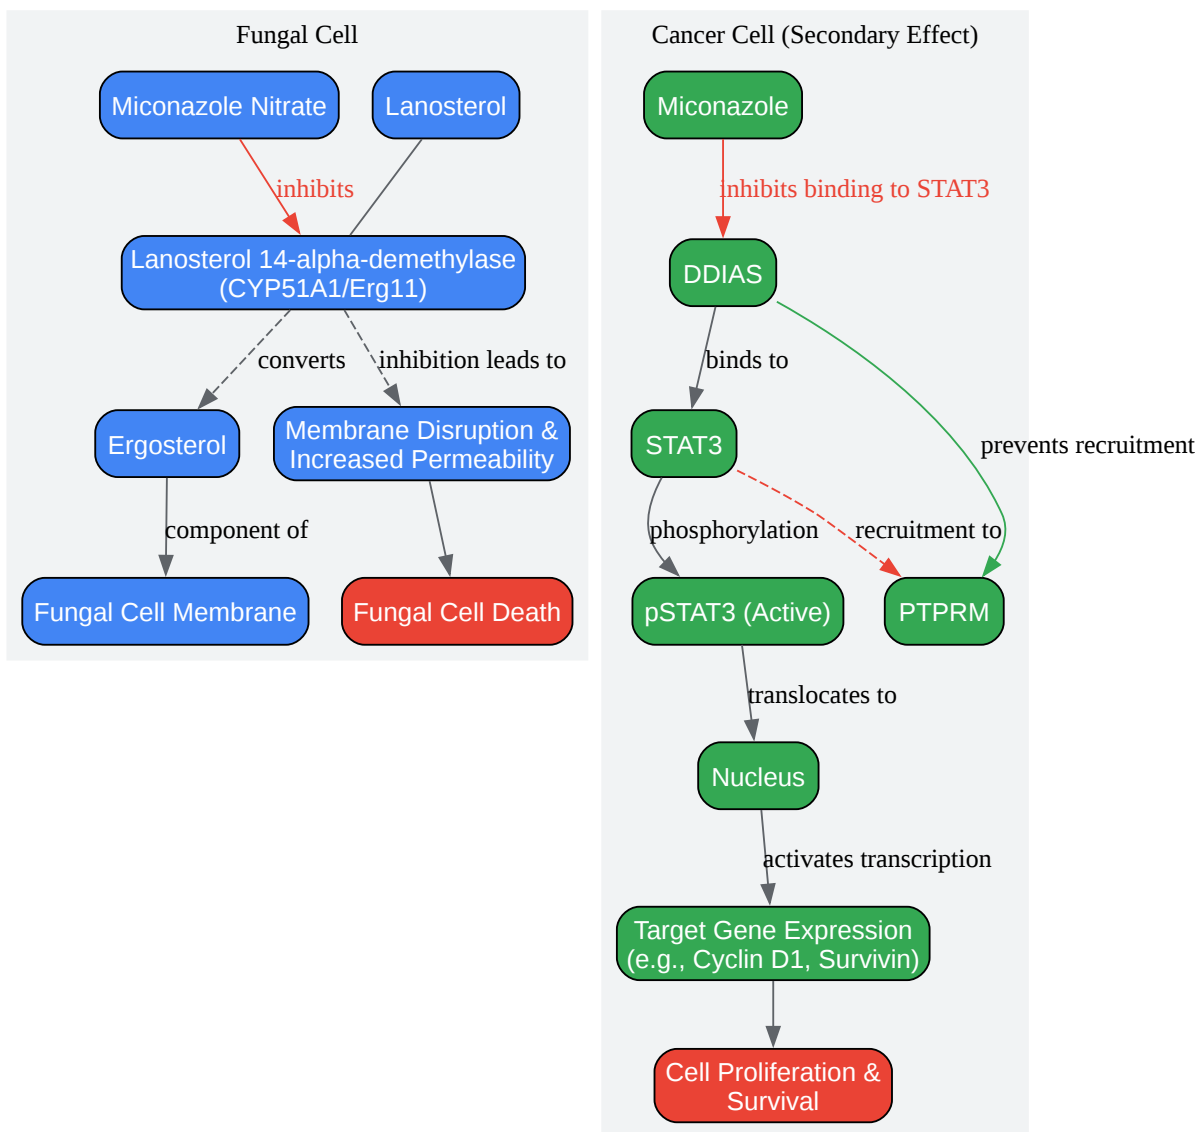 Fungal Cell
Miconazole Nitrate
Lanosterol
inhibits
Lanosterol 14-alpha-demethylase
(CYP51A1/Erg11)
converts
inhibition leads to
Ergosterol
Membrane Disruption &
Increased Permeability
component of
Fungal Cell Membrane
Fungal Cell Death
Cancer Cell (Secondary Effect)
Miconazole
inhibits binding to STAT3
DDIAS
binds to
STAT3
prevents recruitment
phosphorylation
recruitment to
pSTAT3 (Active)
PTPRM
translocates to
Nucleus
activates transcription
Target Gene Expression
(e.g., Cyclin D1, Survivin)
Cell Proliferation &
Survival